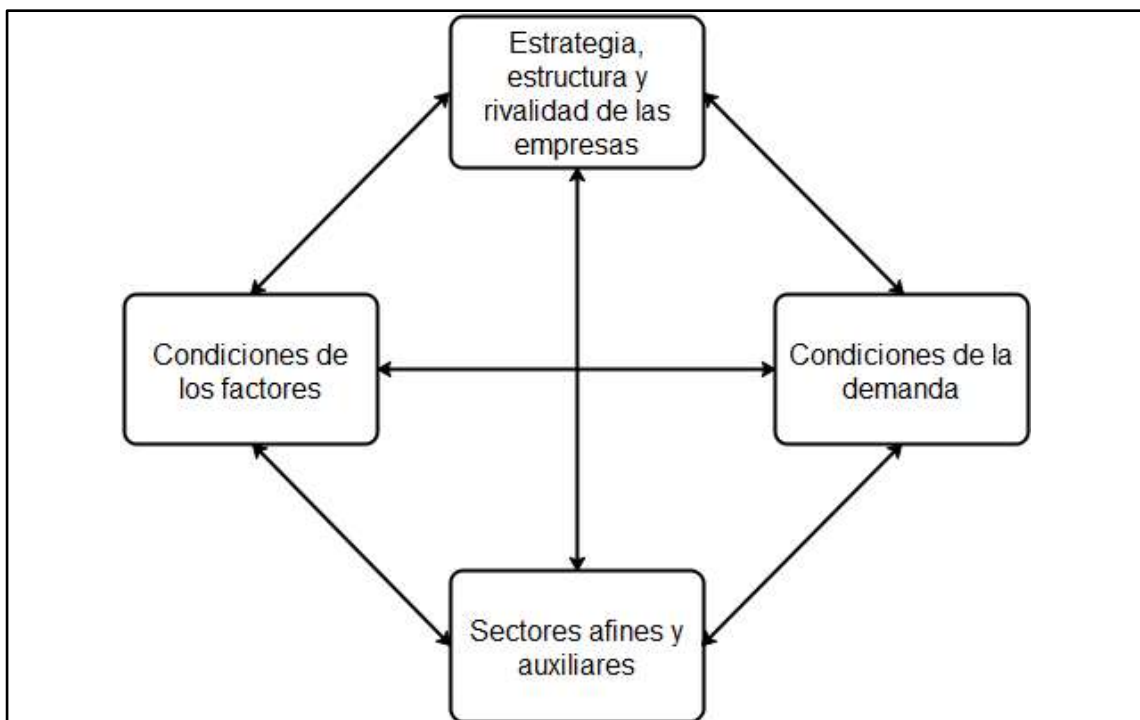 Estrategia,
estructura y
rivalidad de las
empresas
Condiciones de
los factores
Condiciones de la
demanda
Sectores afines y
auxiliares